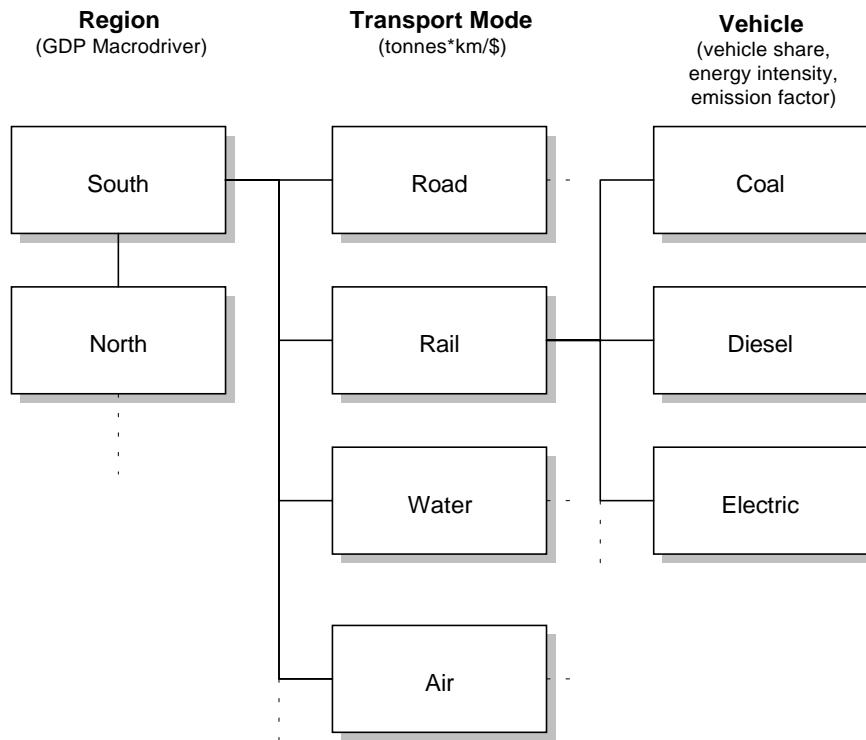 Region
(GDP Macrodriver)
Transport Mode
(tonnes*km/$)
Vehicle
(vehicle share,
energy intensity,
emission factor)
South
Road
Coal
North
Rail
Diesel
Water
Electric
Air